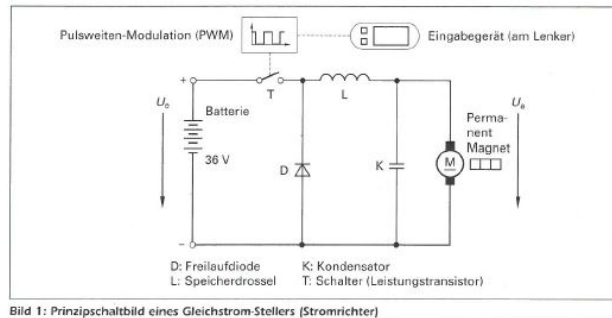 Pulsweiten-Modulation (PWM)
Eingabegerät (am Lenker)
+
T
L
U₀
Batterie
36 V
D
K
M
Perma-
nent
Magnet
Uₐ
−
D: Freilaufdiode K: Kondensator
L: Speicherdrossel T: Schalter (Leistungstransistor)
Bild 1: Prinzipschaltbild eines Gleichstrom-Stellers (Stromrichter)